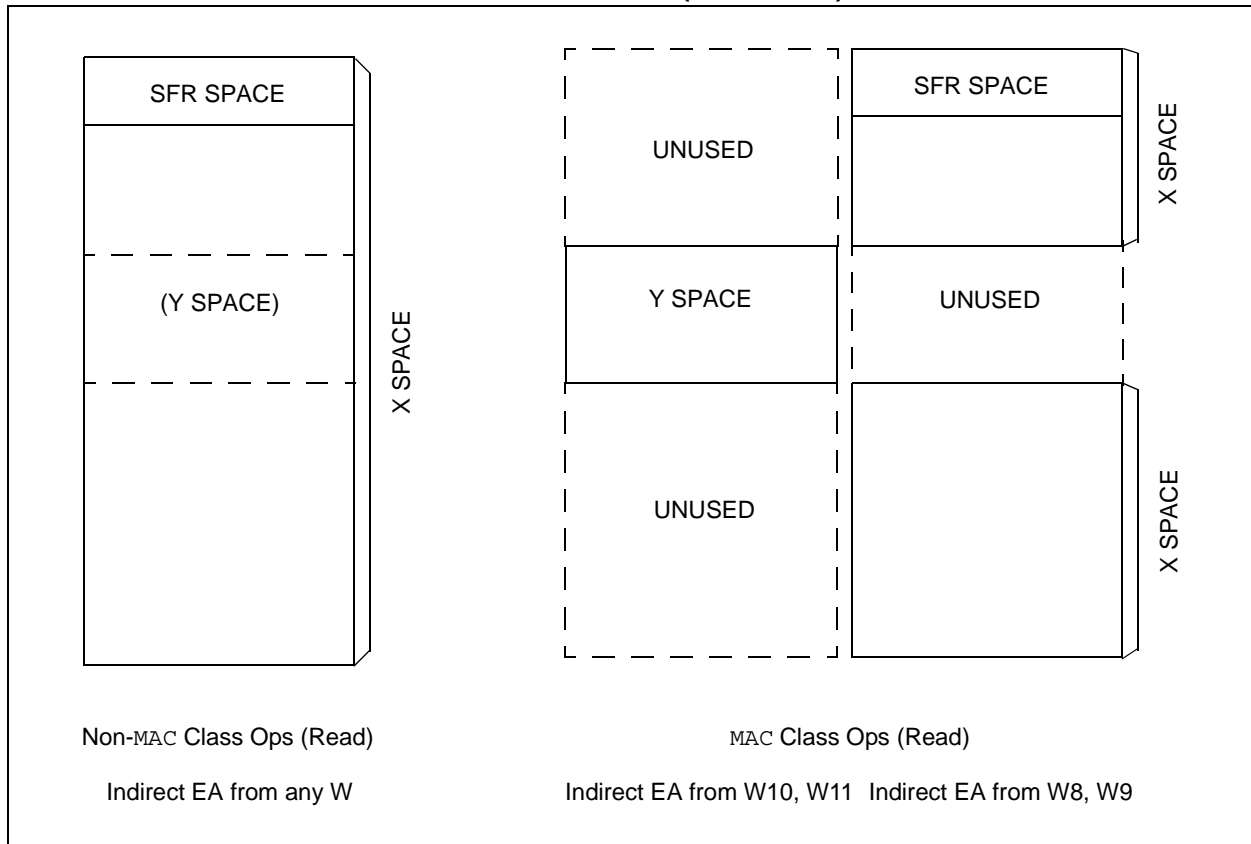 SFR SPACE
(Y SPACE)
X SPACE
UNUSED
Y SPACE
UNUSED
SFR SPACE
UNUSED
X SPACE
X SPACE
Non-MAC Class Ops (Read)
MAC Class Ops (Read)
Indirect EA from any W
Indirect EA from W10, W11 Indirect EA from W8, W9